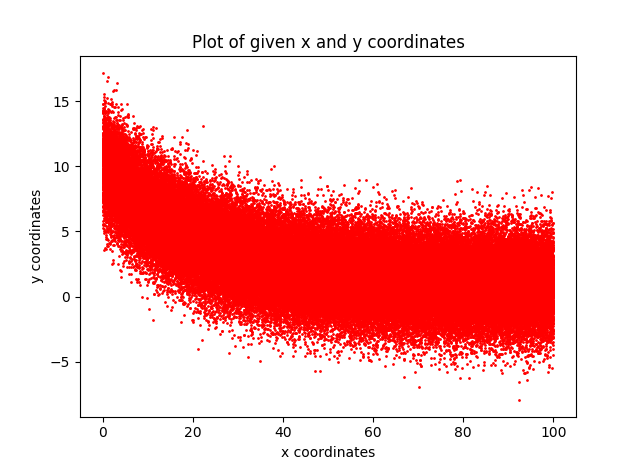 Plot of given x and y coordinates
15
10
5
0
−5
y coordinates
0 20 40 60 80 100
x coordinates